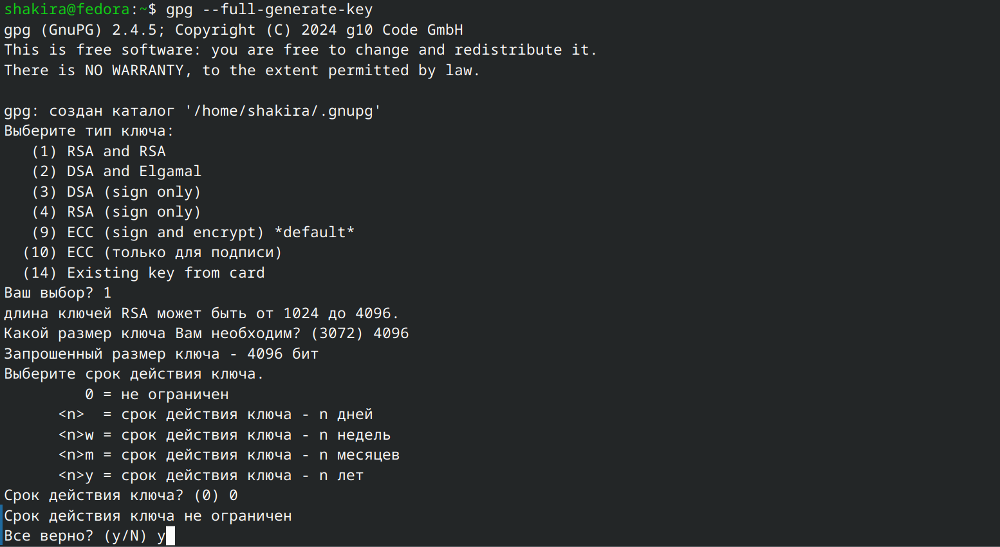 shakira@fedora:~$ gpg --full-generate-key
gpg (GnuPG) 2.4.5; Copyright (C) 2024 g10 Code GmbH
This is free software: you are free to change and redistribute it.
There is NO WARRANTY, to the extent permitted by law.

gpg: создан каталог '/home/shakira/.gnupg'
Выберите тип ключа:
   (1) RSA and RSA
   (2) DSA and Elgamal
   (3) DSA (sign only)
   (4) RSA (sign only)
   (9) ECC (sign and encrypt) *default*
  (10) ECC (только для подписи)
  (14) Existing key from card
Ваш выбор? 1
длина ключей RSA может быть от 1024 до 4096.
Какой размер ключа Вам необходим? (3072) 4096
Запрошенный размер ключа - 4096 бит
Выберите срок действия ключа.
         0 = не ограничен
      <n>  = срок действия ключа - n дней
      <n>w = срок действия ключа - n недель
      <n>m = срок действия ключа - n месяцев
      <n>y = срок действия ключа - n лет
Срок действия ключа? (0) 0
Срок действия ключа не ограничен
Все верно? (y/N) y